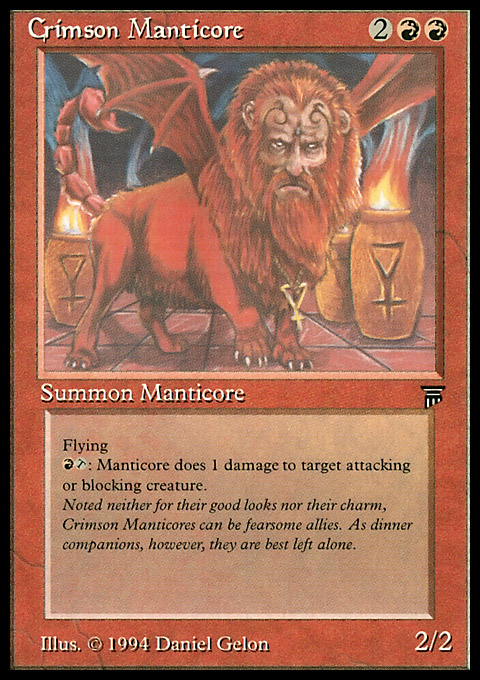 Crimson Manticore 2
Summon Manticore
Flying
: Manticore does 1 damage to target attacking
or blocking creature.
Noted neither for their good looks nor their charm,
Crimson Manticores can be fearsome allies. As dinner
companions, however, they are best left alone.
Illus. © 1994 Daniel Gelon 2/2